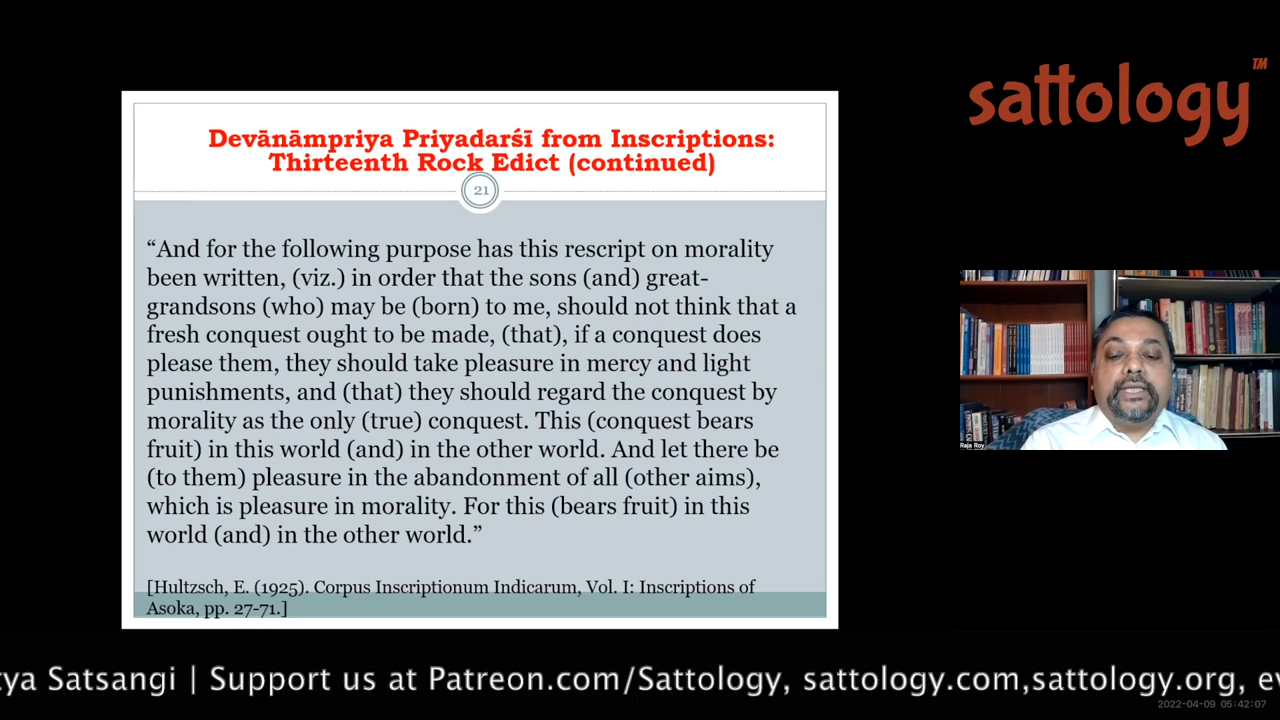 sattology™
Devānāmpriya Priyadarśī from Inscriptions:
Thirteenth Rock Edict (continued)
21
“And for the following purpose has this rescript on morality
been written, (viz.) in order that the sons (and) great-
grandsons (who) may be (born) to me, should not think that a
fresh conquest ought to be made, (that), if a conquest does
please them, they should take pleasure in mercy and light
punishments, and (that) they should regard the conquest by
morality as the only (true) conquest. This (conquest bears
fruit) in this world (and) in the other world. And let there be
(to them) pleasure in the abandonment of all (other aims),
which is pleasure in morality. For this (bears fruit) in this
world (and) in the other world.”
[Hultzsch, E. (1925). Corpus Inscriptionum Indicarum, Vol. I: Inscriptions of
Asoka, pp. 27-71.]
Raja Roy
tya Satsangi | Support us at Patreon.com/Sattology, sattology.com,sattology.org, ev
2022-04-09 05:42:07